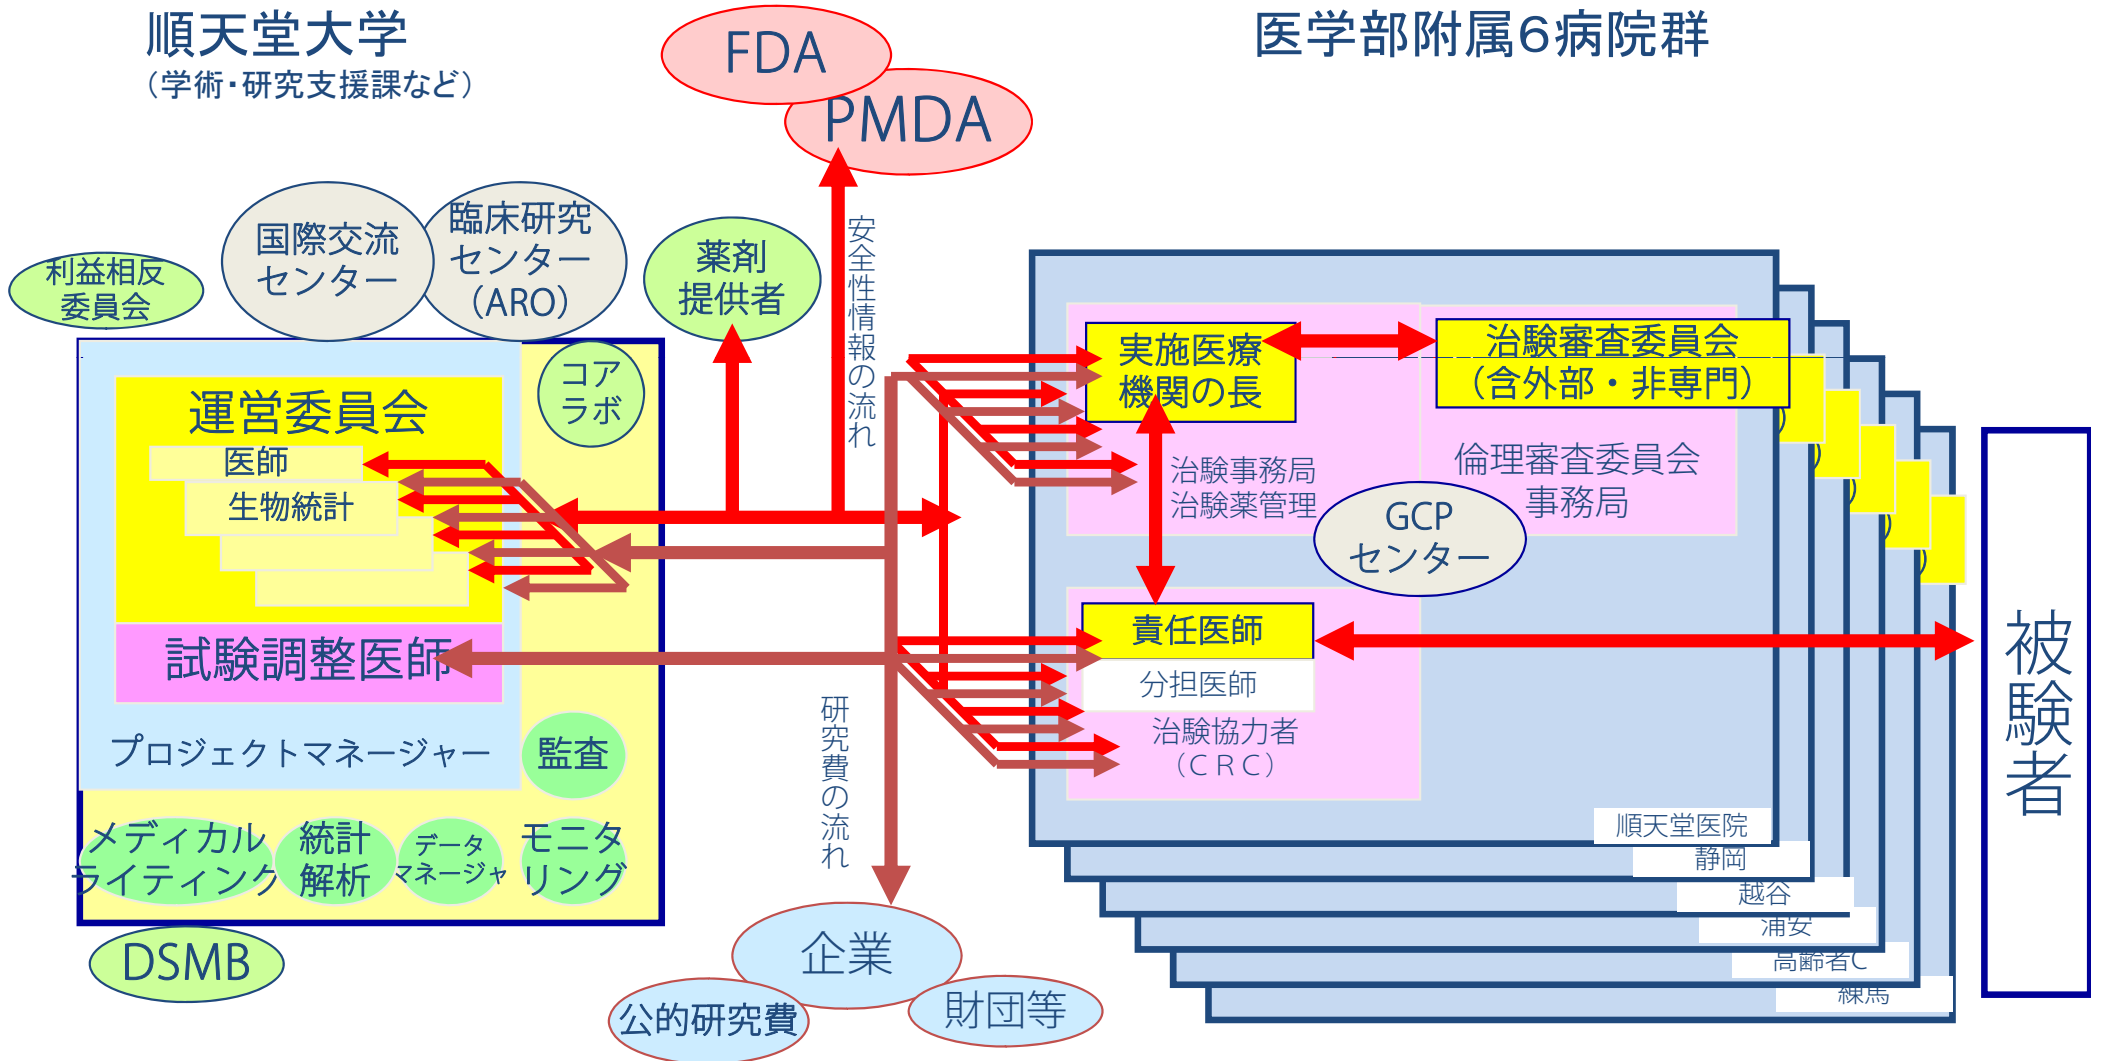 順天堂大学
（学術・研究支援課など）
医学部附属６病院群
FDA
PMDA
国際交流
センター
臨床研究
センター
（ARO）
利益相反
委員会
薬剤
提供者
コア
ラボ
安全性情報の流れ
運営委員会
医師
生物統計
試験調整医師
プロジェクトマネージャー
監査
メディカル
ライティング
統計
解析
データ
マネージャ
モニタ
リング
DSMB
研究費の流れ
企業
公的研究費
財団等
実施医療
機関の長
治験審査委員会
（含外部・非専門）
治験事務局
治験薬管理
倫理審査委員会
事務局
GCP
センター
責任医師
分担医師
治験協力者
（ＣＲＣ）
順天堂医院
静岡
越谷
浦安
高齢者C
練馬
）
）
）
）
）
被験者